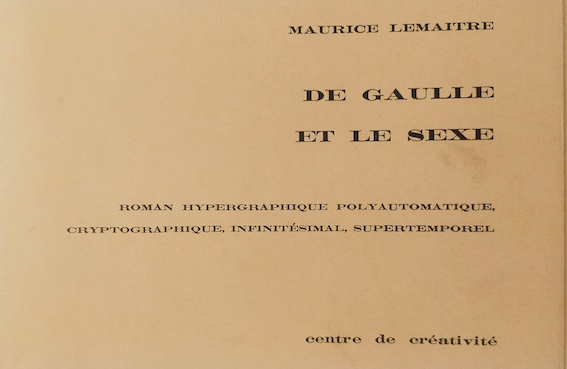 MAURICE LEMAITRE
DE GAULLE
ET LE SEXE
ROMAN HYPERGRAPHIQUE POLYAUTOMATIQUE,
CRYPTOGRAPHIQUE, INFINITÉSIMAL, SUPERTEMPOREL
centre de créativité